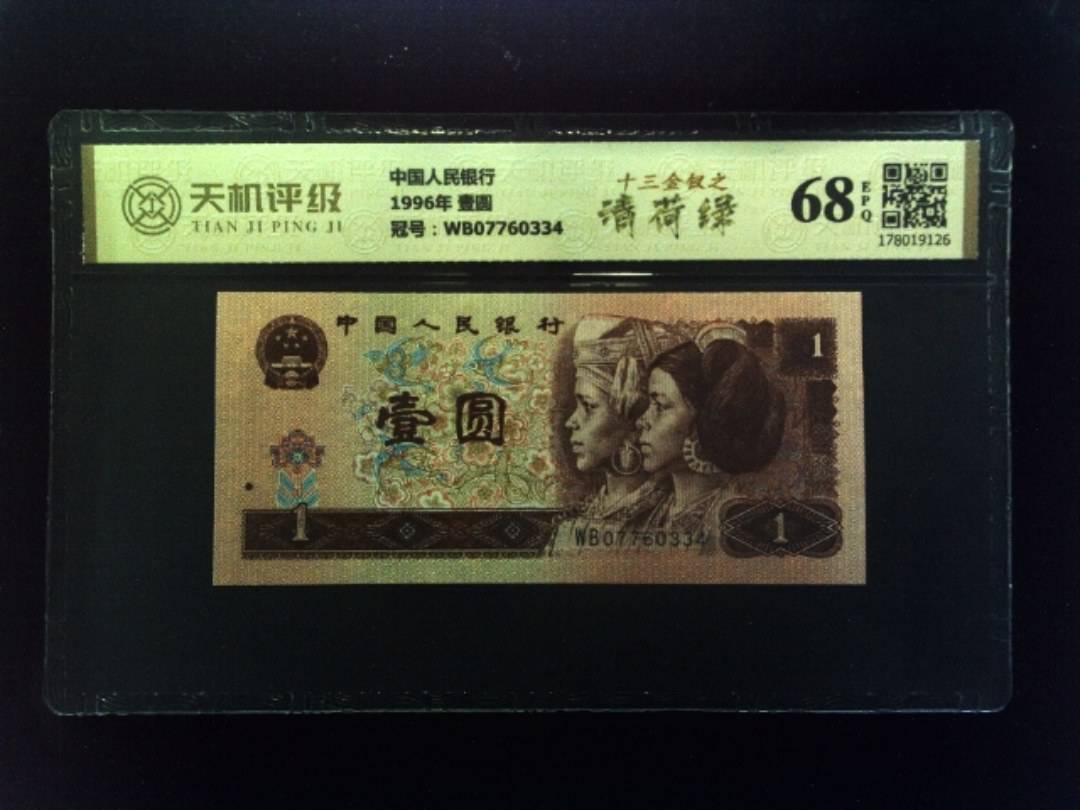 天机评级
TIAN JI PING JI
中国人民银行
1996年 壹圆
冠号：WB07760334
十三金钗之
清荷绿
68
EPQ
178019126
中国人民银行
1
壹圆
1
WB07760334
1